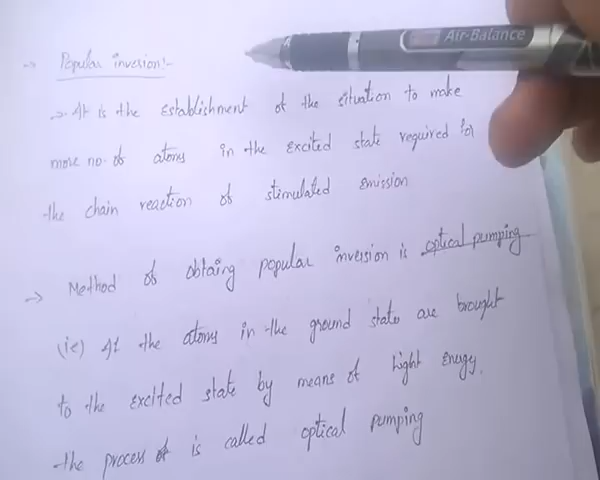 Air-Balance
→ Popular inversion:-
→ It is the establishment of the situation to make
more no. of atoms in the excited state required for
the chain reaction of stimulated emission
→ Method of obtaing popular inversion is optical pumping
(ie) If the atoms in the ground state are brought
to the excited state by means of light energy.
the process is called optical pumping